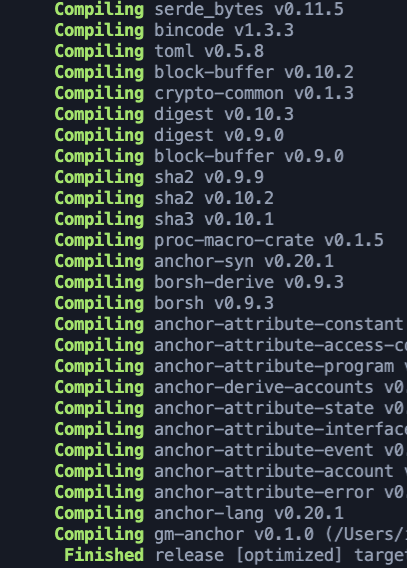 Compiling serde_bytes v0.11.5
Compiling bincode v1.3.3
Compiling toml v0.5.8
Compiling block-buffer v0.10.2
Compiling crypto-common v0.1.3
Compiling digest v0.10.3
Compiling digest v0.9.0
Compiling block-buffer v0.9.0
Compiling sha2 v0.9.9
Compiling sha2 v0.10.2
Compiling sha3 v0.10.1
Compiling proc-macro-crate v0.1.5
Compiling anchor-syn v0.20.1
Compiling borsh-derive v0.9.3
Compiling borsh v0.9.3
Compiling anchor-attribute-constant
Compiling anchor-attribute-access-co
Compiling anchor-attribute-program v
Compiling anchor-derive-accounts v0.
Compiling anchor-attribute-state v0.
Compiling anchor-attribute-interface
Compiling anchor-attribute-event v0.
Compiling anchor-attribute-account v
Compiling anchor-attribute-error v0.
Compiling anchor-lang v0.20.1
Compiling gm-anchor v0.1.0 (/Users/
Finished release [optimized] target